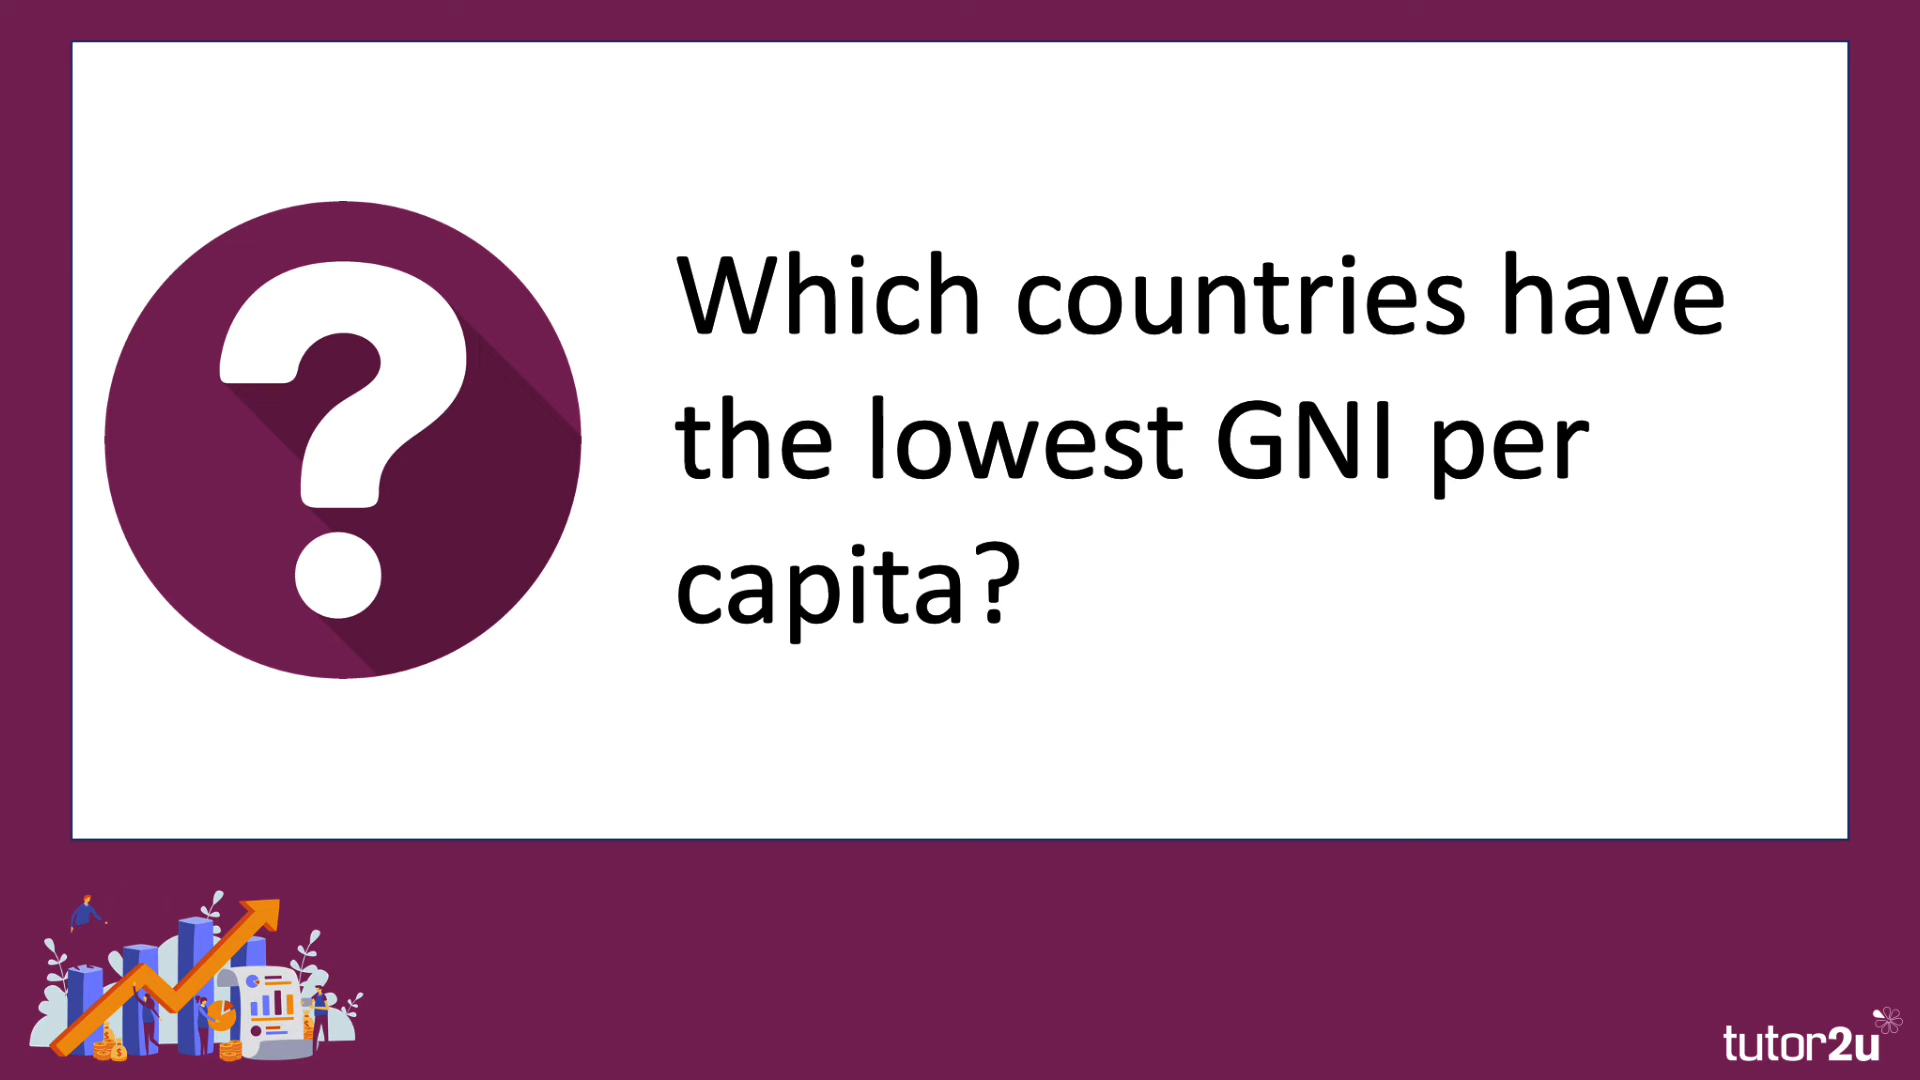 Which countries have
the lowest GNI per
capita?
tutor2u